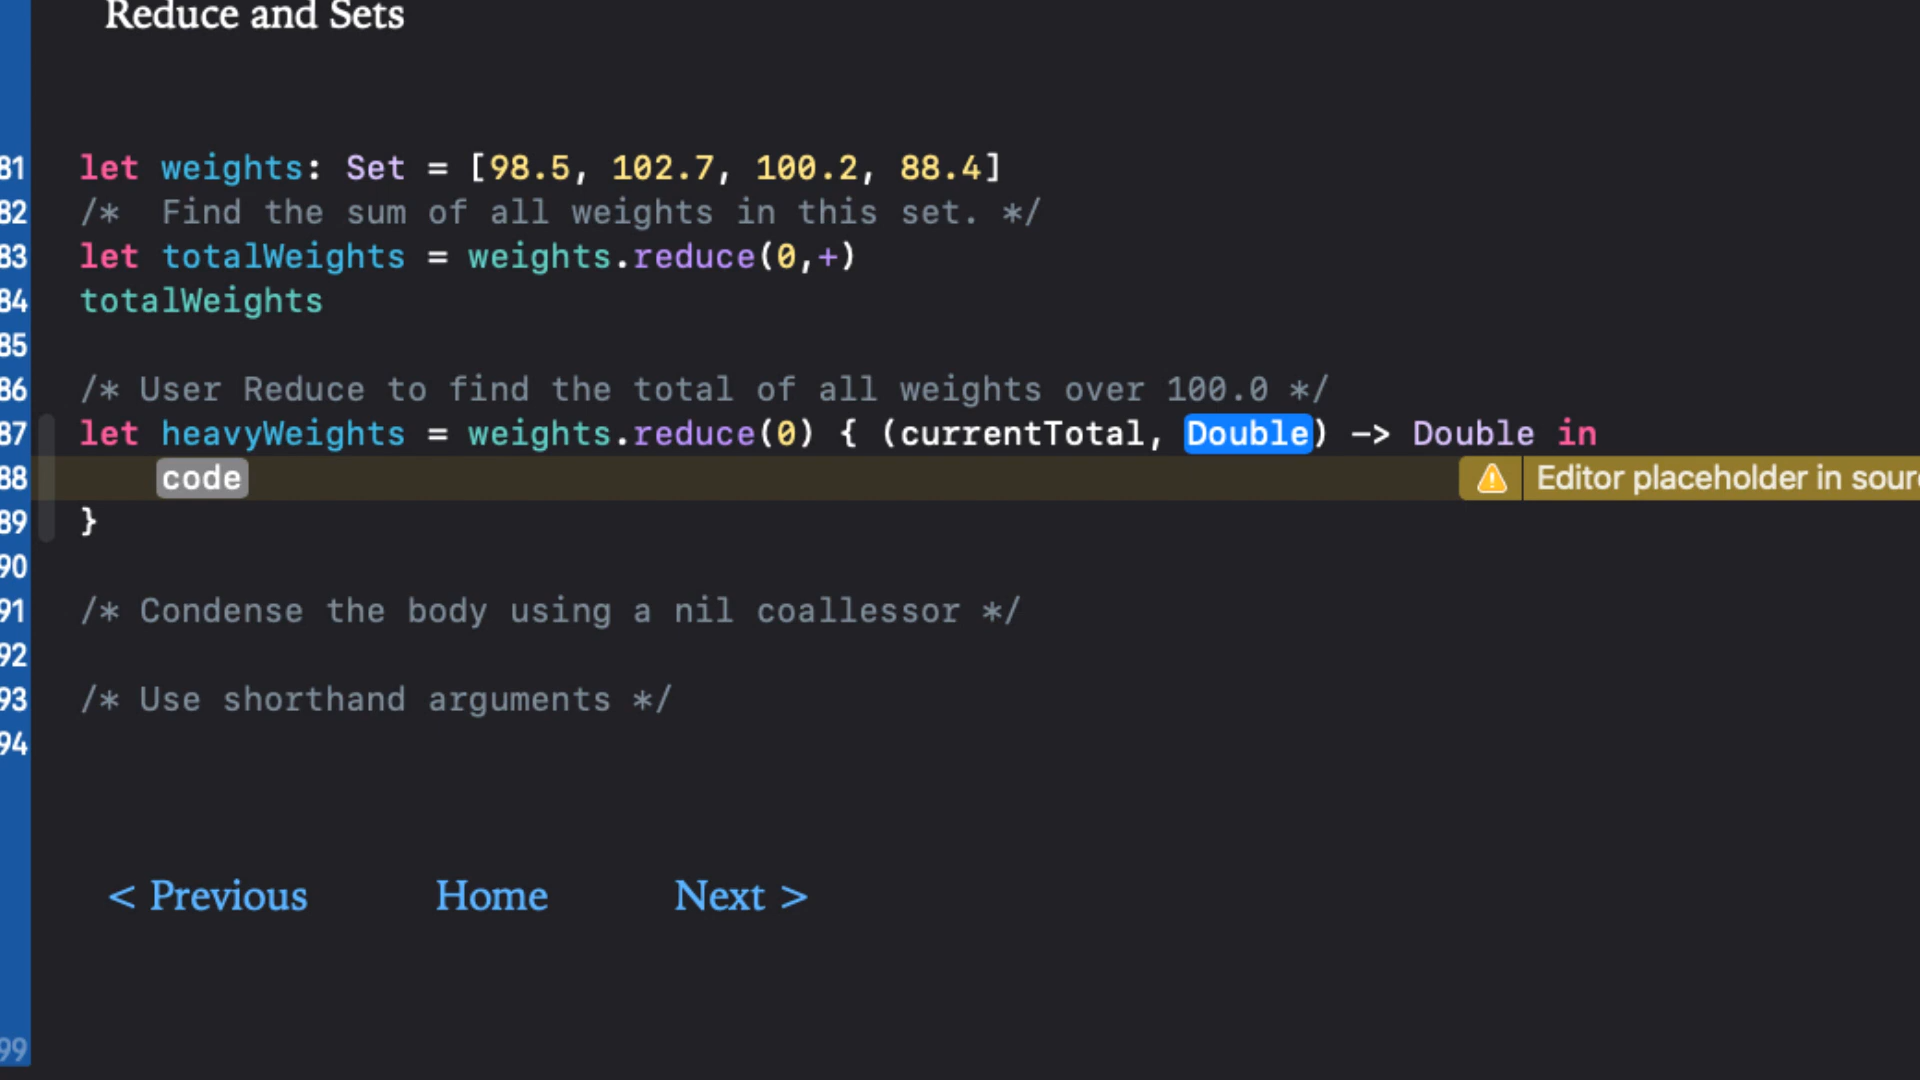 Reduce and Sets
81 let weights: Set = [98.5, 102.7, 100.2, 88.4]
82 /*  Find the sum of all weights in this set. */
83 let totalWeights = weights.reduce(0,+)
84 totalWeights
85
86 /* User Reduce to find the total of all weights over 100.0 */
87 let heavyWeights = weights.reduce(0) { (currentTotal, Double) -> Double in
88 code Editor placeholder in
89 }
90
91 /* Condense the body using a nil coallessor */
92
93 /* Use shorthand arguments */
94
< Previous Home Next >
99